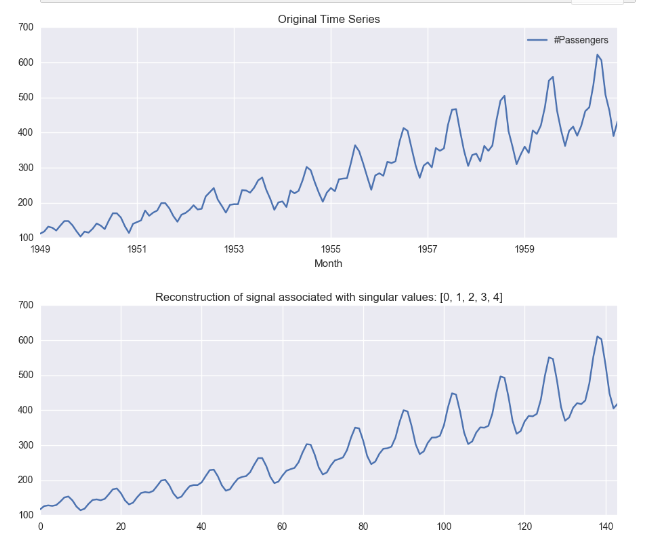 Original Time Series
700
600
500
400
300
200
100
#Passengers
1949 1951 1953 1955 1957 1959
Month
Reconstruction of signal associated with singular values: [0, 1, 2, 3, 4]
700
600
500
400
300
200
100
0 20 40 60 80 100 120 140